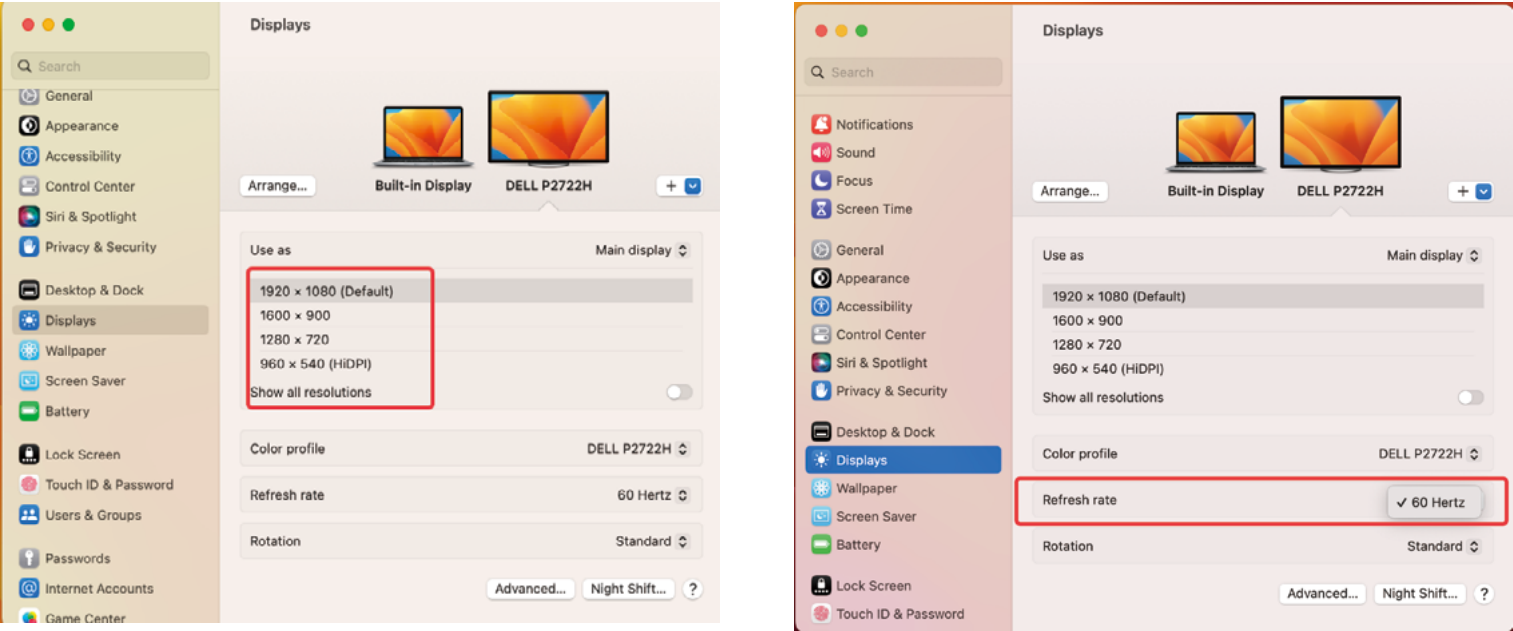 Displays
Search
General
Appearance
Accessibility
Control Center
Siri & Spotlight
Privacy & Security
Desktop & Dock
Displays
Wallpaper
Screen Saver
Battery
Lock Screen
Touch ID & Password
Users & Groups
Passwords
Internet Accounts
Game Center
Arrange...
Built-in Display
DELL P2722H
+
Use as Main display
1920 × 1080 (Default)
1600 × 900
1280 × 720
960 × 540 (HiDPI)
Show all resolutions
Color profile DELL P2722H
Refresh rate 60 Hertz
Rotation Standard
Advanced... Night Shift... ?
Displays
Search
Notifications
Sound
Focus
Screen Time
General
Appearance
Accessibility
Control Center
Siri & Spotlight
Privacy & Security
Desktop & Dock
Displays
Wallpaper
Screen Saver
Battery
Lock Screen
Touch ID & Password
Arrange...
Built-in Display
DELL P2722H
+
Use as Main display
1920 × 1080 (Default)
1600 × 900
1280 × 720
960 × 540 (HiDPI)
Show all resolutions
Color profile DELL P2722H
Refresh rate ✓ 60 Hertz
Rotation Standard
Advanced... Night Shift... ?